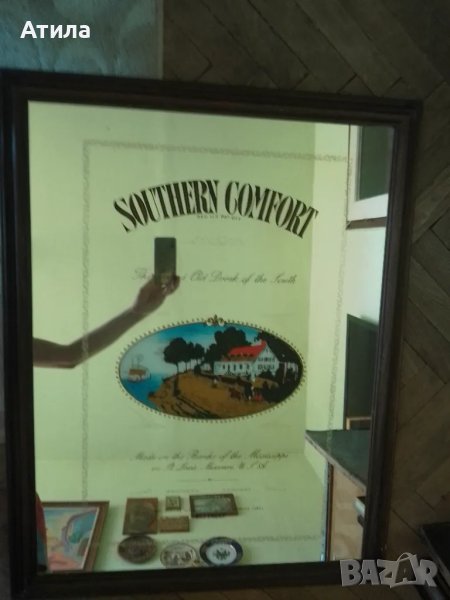 Атила
SOUTHERN COMFORT
The Old Drink of the South
Made on the Banks of the Mississippi
in St. Louis Missouri U.S.A
BAZAR